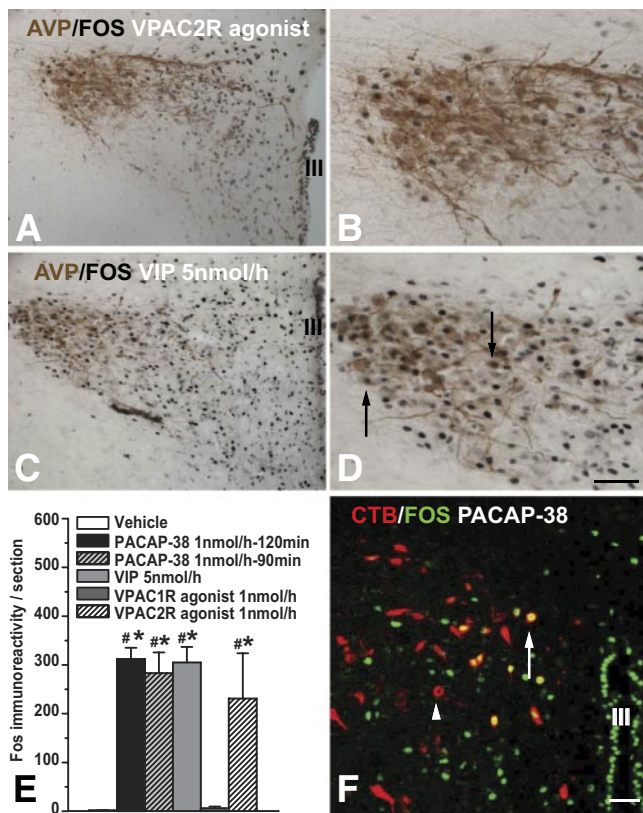 AVP/FOS VPAC2R agonist
III
A
B
AVP/FOS VIP 5nmol/h
III
C
D
600
500
400
300
200
100
0
Fos immunoreactivity / section
Vehicle
PACAP-38 1nmol/h-120min
PACAP-38 1nmol/h-90min
VIP 5nmol/h
VPAC1R agonist 1nmol/h
VPAC2R agonist 1nmol/h
#* #* #* #*
E
CTB/FOS PACAP-38
III
F